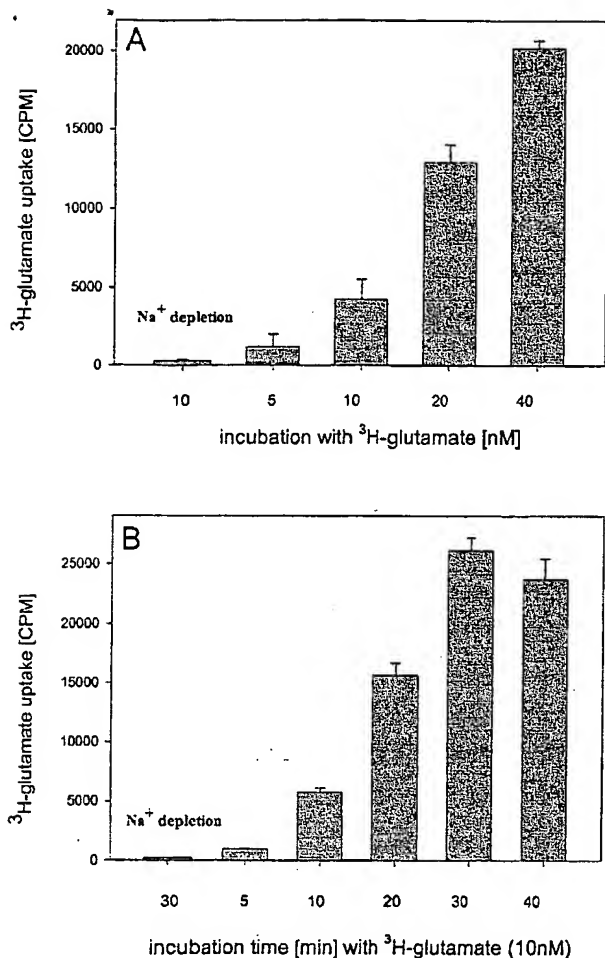 A
³H-glutamate uptake [CPM]
20000
15000
10000
5000
0
Na⁺ depletion
10 5 10 20 40
incubation with ³H-glutamate [nM]
B
³H-glutamate uptake [CPM]
25000
20000
15000
10000
5000
0
Na⁺ depletion
30 5 10 20 30 40
incubation time [min] with ³H-glutamate (10nM)